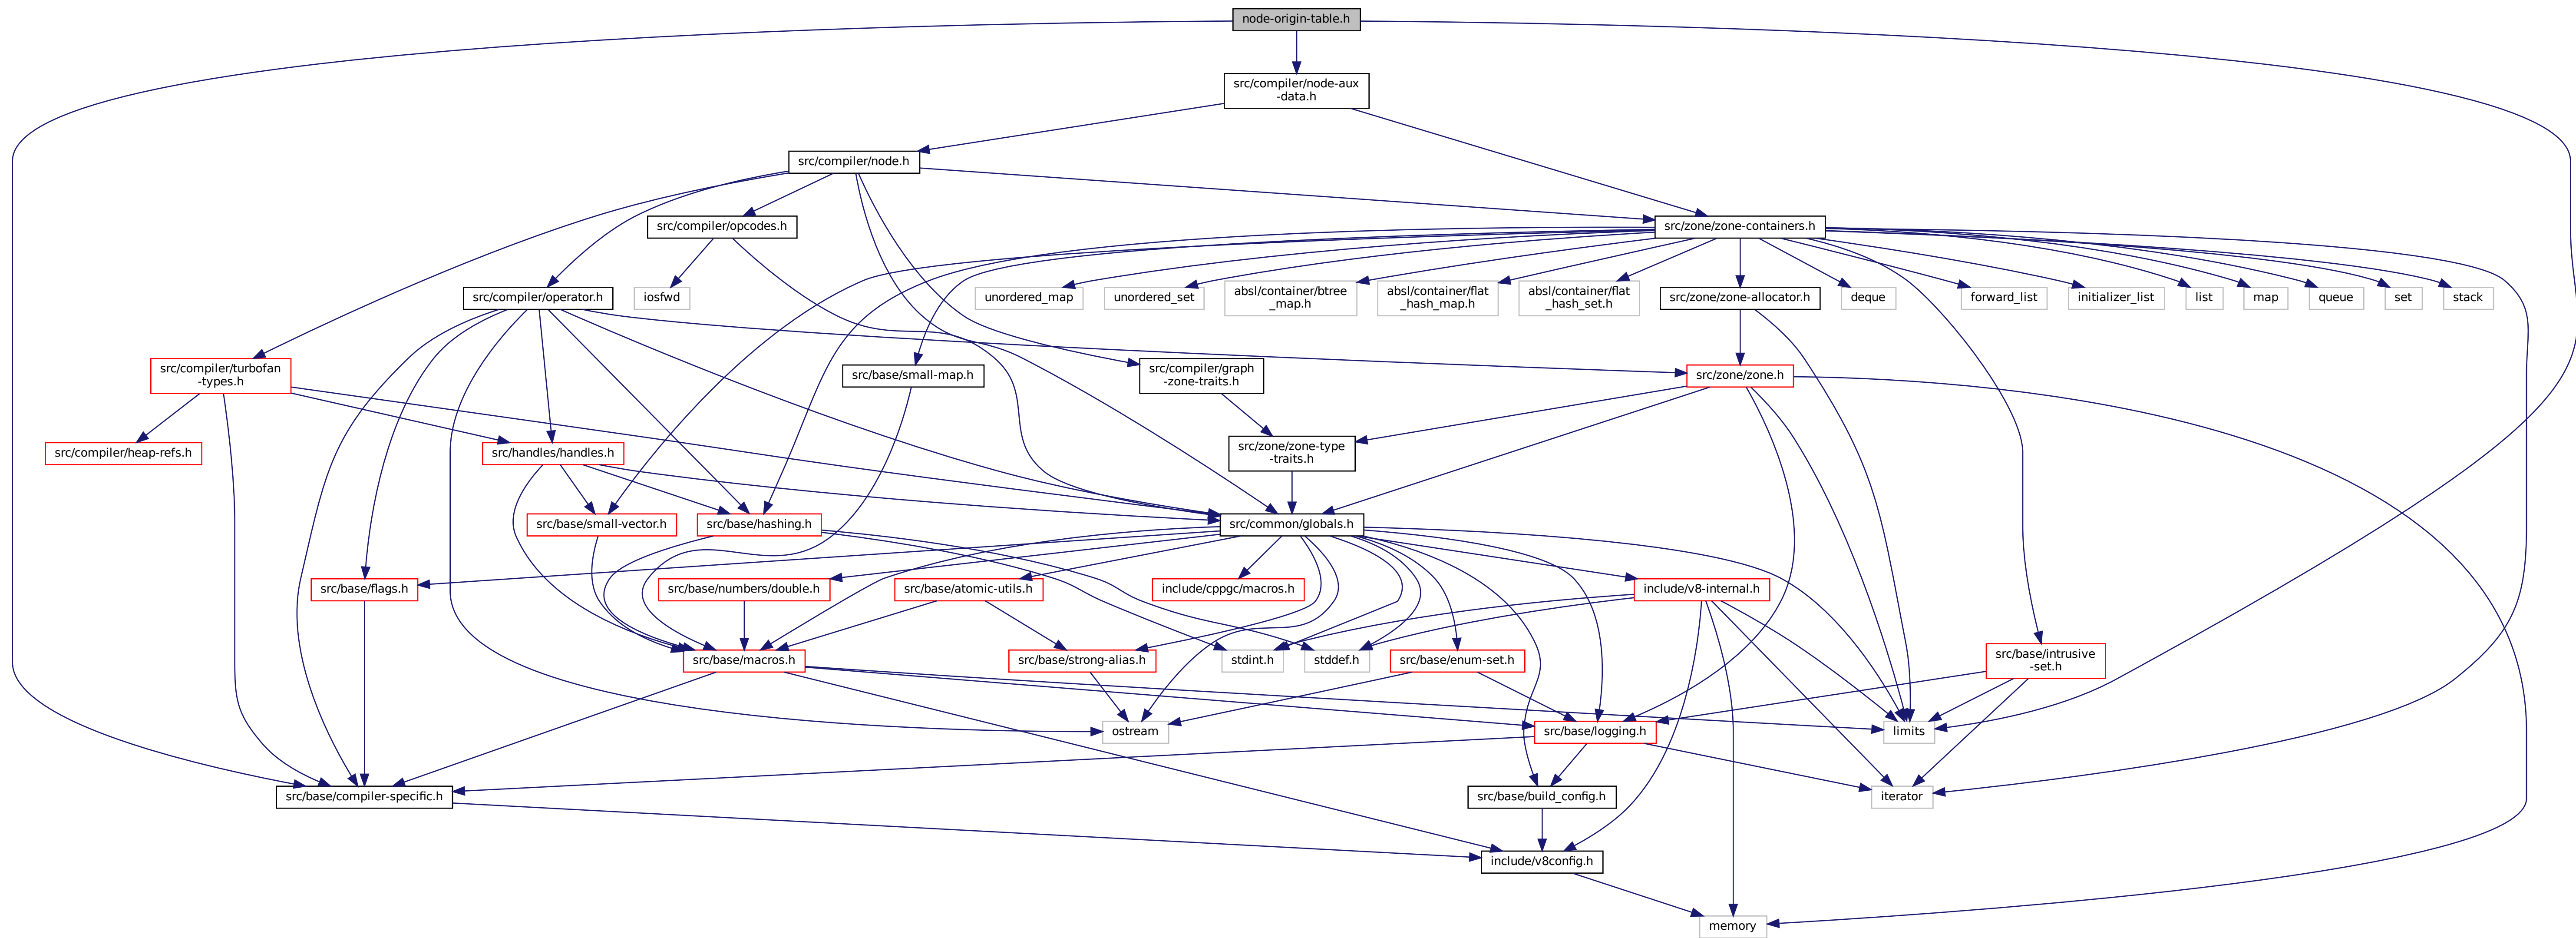 node-origin-table.h
src/compiler/node-aux
-data.h
src/compiler/node.h
src/compiler/opcodes.h
src/zone/zone-containers.h
src/compiler/operator.h
iosfwd
unordered_map
unordered_set
absl/container/btree
_map.h
absl/container/flat
_hash_map.h
absl/container/flat
_hash_set.h
src/zone/zone-allocator.h
deque
forward_list
initializer_list
list
map
queue
set
stack
src/compiler/turbofan
-types.h
src/base/small-map.h
src/compiler/graph
-zone-traits.h
src/zone/zone.h
src/compiler/heap-refs.h
src/handles/handles.h
src/zone/zone-type
-traits.h
src/base/small-vector.h
src/base/hashing.h
src/common/globals.h
src/base/flags.h
src/base/numbers/double.h
src/base/atomic-utils.h
include/cppgc/macros.h
include/v8-internal.h
src/base/macros.h
src/base/strong-alias.h
stdint.h
stddef.h
src/base/enum-set.h
src/base/intrusive
-set.h
ostream
src/base/logging.h
limits
src/base/compiler-specific.h
src/base/build_config.h
iterator
include/v8config.h
memory